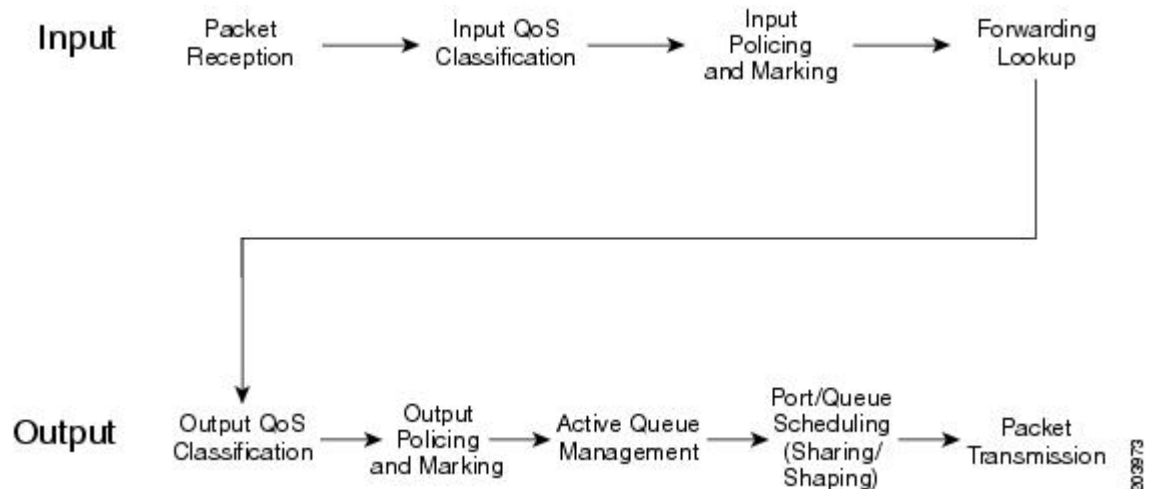 Input
Packet
Reception
Input QoS
Classification
Input
Policing
and Marking
Forwarding
Lookup
Output
Output QoS
Classification
Output
Policing
and Marking
Active Queue
Management
Port/Queue
Scheduling
(Sharing/
Shaping)
Packet
Transmission
203973